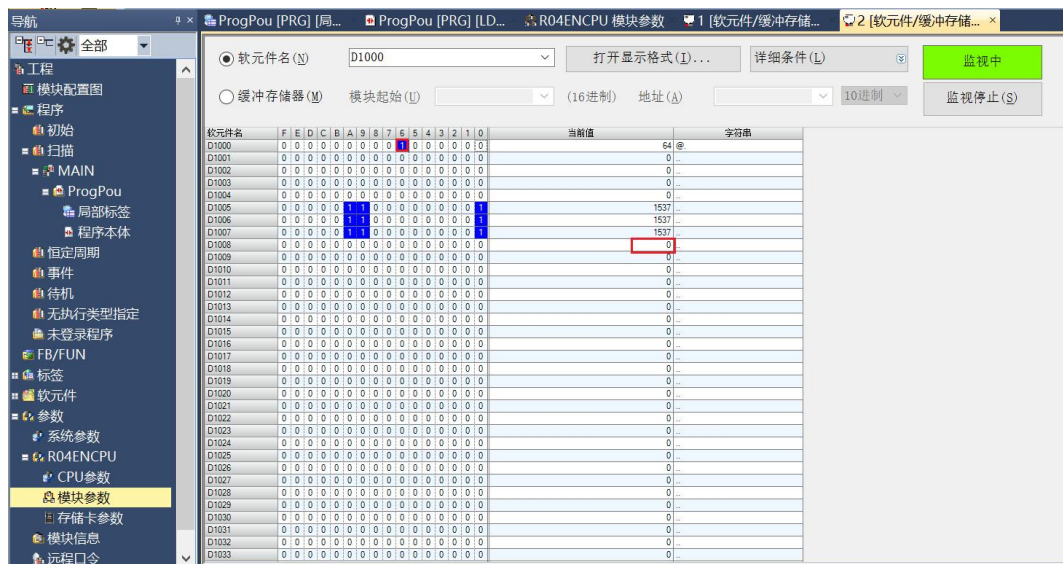 导航
ProgPou [PRG] [局...
ProgPou [PRG] [LD...
R04ENCPU 模块参数
1 [软元件/缓冲存储...
2 [软元件/缓冲存储...
全部
工程
模块配置图
程序
初始
扫描
MAIN
ProgPou
局部标签
程序本体
恒定周期
事件
待机
无执行类型指定
未登录程序
FB/FUN
标签
软元件
参数
系统参数
R04ENCPU
CPU参数
模块参数
存储卡参数
模块信息
远程口令
软元件名(N) D1000 打开显示格式(I)... 详细条件(L) 监视中
缓冲存储器(M) 模块起始(U) (16进制) 地址(A) 10进制 监视停止(S)
软元件名 F E D C B A 9 8 7 6 5 4 3 2 1 0 当前值 字符串
D1000 0 0 0 0 0 0 0 0 0 1 0 0 0 0 0 0 64 @.
D1001 0 0 0 0 0 0 0 0 0 0 0 0 0 0 0 0 0 ..
D1002 0 0 0 0 0 0 0 0 0 0 0 0 0 0 0 0 0 ..
D1003 0 0 0 0 0 0 0 0 0 0 0 0 0 0 0 0 0 ..
D1004 0 0 0 0 0 0 0 0 0 0 0 0 0 0 0 0 0 ..
D1005 0 0 0 0 0 1 1 0 0 0 0 0 0 0 0 1 1537 ..
D1006 0 0 0 0 0 1 1 0 0 0 0 0 0 0 0 1 1537 ..
D1007 0 0 0 0 0 1 1 0 0 0 0 0 0 0 0 1 1537 ..
D1008 0 0 0 0 0 0 0 0 0 0 0 0 0 0 0 0 0 ..
D1009 0 0 0 0 0 0 0 0 0 0 0 0 0 0 0 0 0 ..
D1010 0 0 0 0 0 0 0 0 0 0 0 0 0 0 0 0 0 ..
D1011 0 0 0 0 0 0 0 0 0 0 0 0 0 0 0 0 0 ..
D1012 0 0 0 0 0 0 0 0 0 0 0 0 0 0 0 0 0 ..
D1013 0 0 0 0 0 0 0 0 0 0 0 0 0 0 0 0 0 ..
D1014 0 0 0 0 0 0 0 0 0 0 0 0 0 0 0 0 0 ..
D1015 0 0 0 0 0 0 0 0 0 0 0 0 0 0 0 0 0 ..
D1016 0 0 0 0 0 0 0 0 0 0 0 0 0 0 0 0 0 ..
D1017 0 0 0 0 0 0 0 0 0 0 0 0 0 0 0 0 0 ..
D1018 0 0 0 0 0 0 0 0 0 0 0 0 0 0 0 0 0 ..
D1019 0 0 0 0 0 0 0 0 0 0 0 0 0 0 0 0 0 ..
D1020 0 0 0 0 0 0 0 0 0 0 0 0 0 0 0 0 0 ..
D1021 0 0 0 0 0 0 0 0 0 0 0 0 0 0 0 0 0 ..
D1022 0 0 0 0 0 0 0 0 0 0 0 0 0 0 0 0 0 ..
D1023 0 0 0 0 0 0 0 0 0 0 0 0 0 0 0 0 0 ..
D1024 0 0 0 0 0 0 0 0 0 0 0 0 0 0 0 0 0 ..
D1025 0 0 0 0 0 0 0 0 0 0 0 0 0 0 0 0 0 ..
D1026 0 0 0 0 0 0 0 0 0 0 0 0 0 0 0 0 0 ..
D1027 0 0 0 0 0 0 0 0 0 0 0 0 0 0 0 0 0 ..
D1028 0 0 0 0 0 0 0 0 0 0 0 0 0 0 0 0 0 ..
D1029 0 0 0 0 0 0 0 0 0 0 0 0 0 0 0 0 0 ..
D1030 0 0 0 0 0 0 0 0 0 0 0 0 0 0 0 0 0 ..
D1031 0 0 0 0 0 0 0 0 0 0 0 0 0 0 0 0 0 ..
D1032 0 0 0 0 0 0 0 0 0 0 0 0 0 0 0 0 0 ..
D1033 0 0 0 0 0 0 0 0 0 0 0 0 0 0 0 0 0 ..